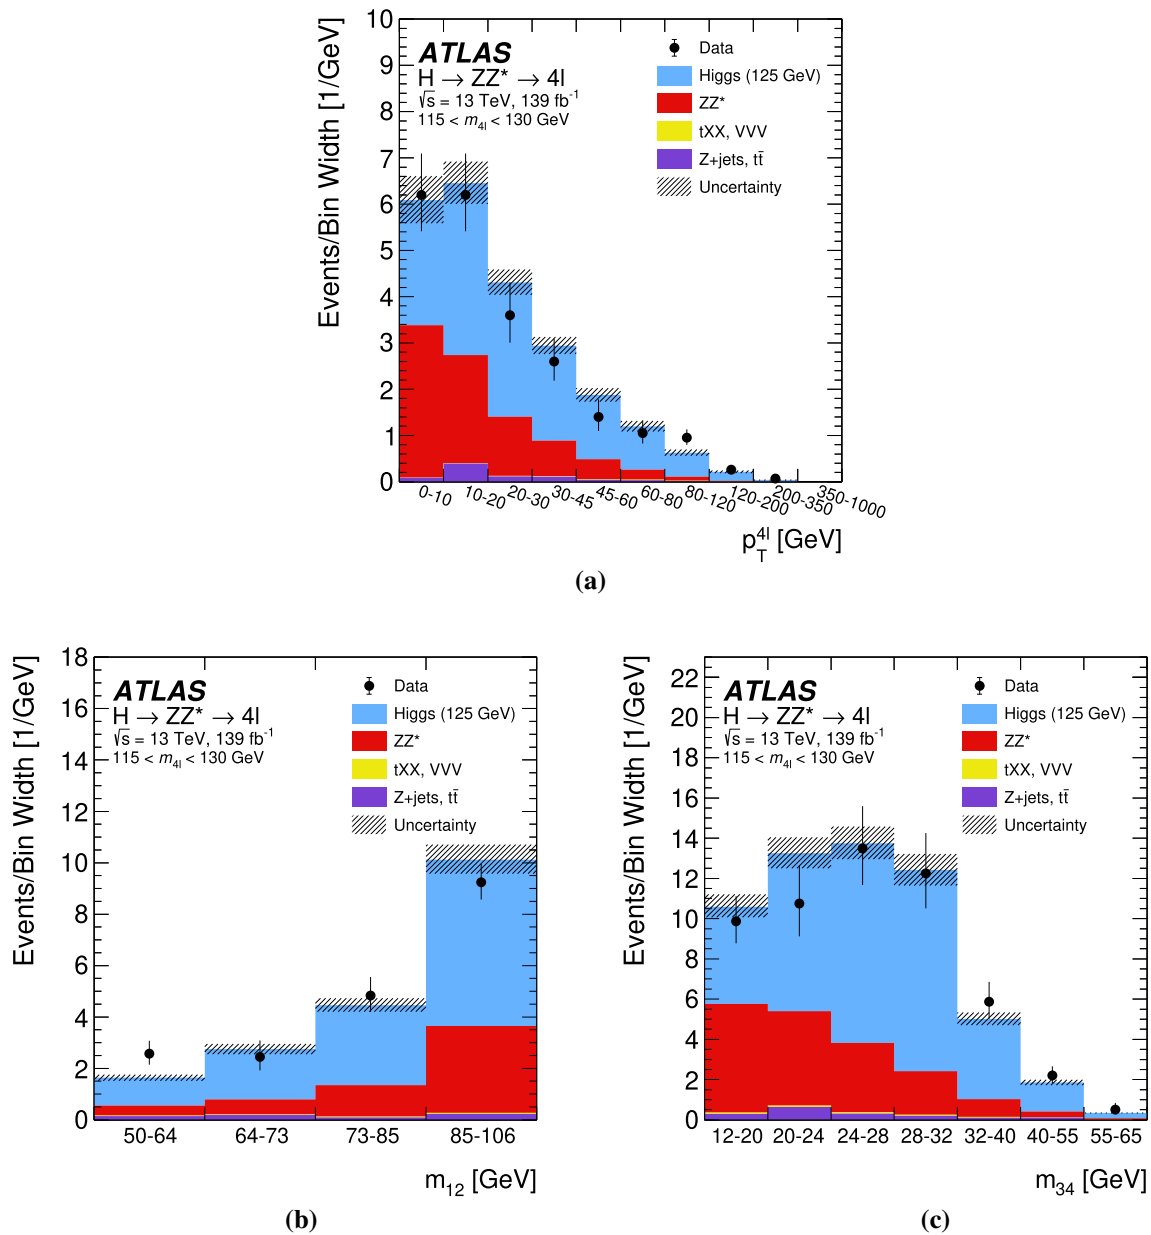 Events/Bin Width [1/GeV]
10
9
8
7
6
5
4
3
2
1
0
ATLAS
H → ZZ* → 4l
√s = 13 TeV, 139 fb⁻¹
115 < m₄ₗ < 130 GeV
Data
Higgs (125 GeV)
ZZ*
tXX, VVV
Z+jets, tt̄
Uncertainty
0-10 10-20 20-30 30-45 45-60 60-80 80-120 120-200 200-350 350-1000
p_T^4l [GeV]
(a)
Events/Bin Width [1/GeV]
18
16
14
12
10
8
6
4
2
0
ATLAS
H → ZZ* → 4l
√s = 13 TeV, 139 fb⁻¹
115 < m₄ₗ < 130 GeV
Data
Higgs (125 GeV)
ZZ*
tXX, VVV
Z+jets, tt̄
Uncertainty
50-64 64-73 73-85 85-106
m₁₂ [GeV]
(b)
Events/Bin Width [1/GeV]
22
20
18
16
14
12
10
8
6
4
2
0
ATLAS
H → ZZ* → 4l
√s = 13 TeV, 139 fb⁻¹
115 < m₄ₗ < 130 GeV
Data
Higgs (125 GeV)
ZZ*
tXX, VVV
Z+jets, tt̄
Uncertainty
12-20 20-24 24-28 28-32 32-40 40-55 55-65
m₃₄ [GeV]
(c)